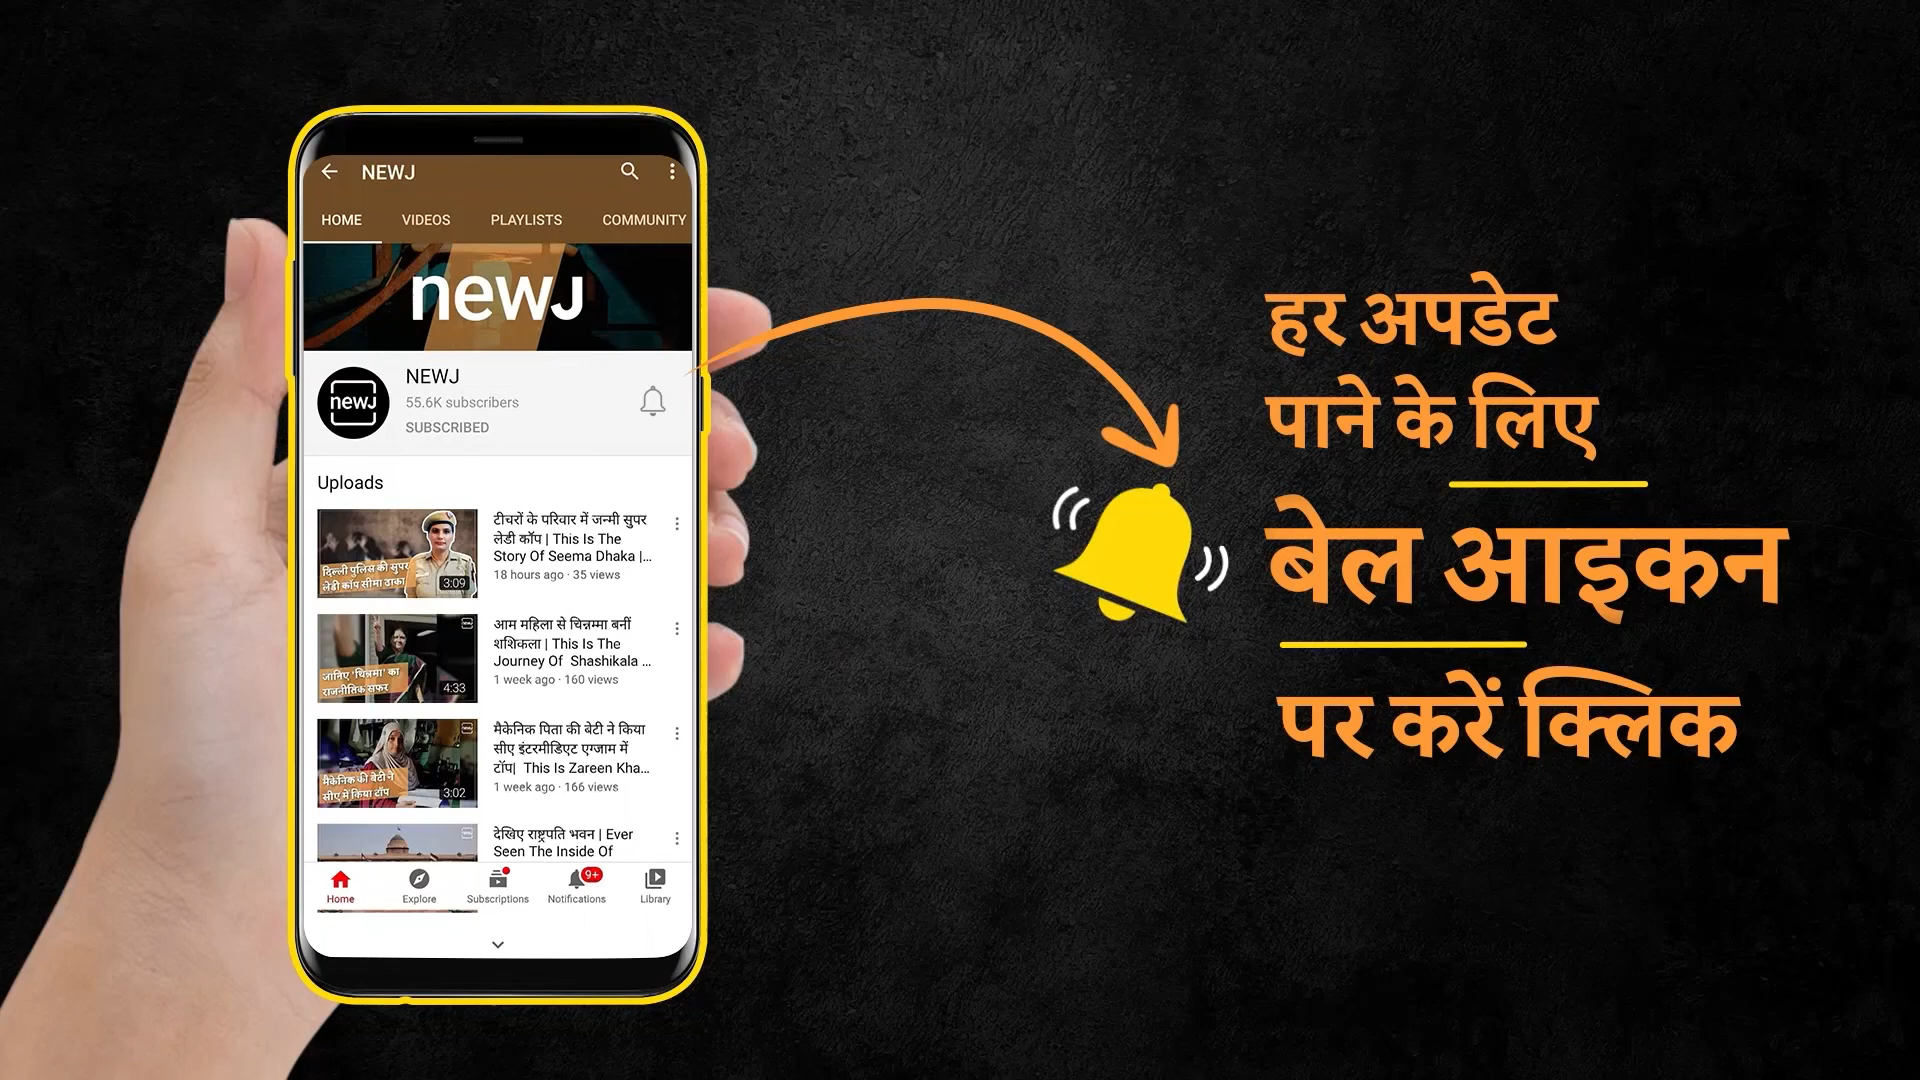 NEWJ
HOME VIDEOS PLAYLISTS COMMUNITY
newJ
newJ
NEWJ
55.6K subscribers
SUBSCRIBED
Uploads
दिल्ली पुलिस की सुपर
लेडी कॉप सीमा ढाका
3:09
टीचरों के परिवार में जन्मी सुपर
लेडी कॉप | This Is The
Story Of Seema Dhaka |...
18 hours ago · 35 views
जानिए 'चिन्नमा' का
राजनीतिक सफर
4:33
आम महिला से चिन्नम्मा बनीं
शशिकला | This Is The
Journey Of Shashikala ...
1 week ago · 160 views
मैकेनिक की बेटी ने
सीए में किया टॉप
3:02
मैकेनिक पिता की बेटी ने किया
सीए इंटरमीडिएट एग्जाम में
टॉप| This Is Zareen Kha...
1 week ago · 166 views
देखिए राष्ट्रपति भवन | Ever
Seen The Inside Of
9+
Home Explore Subscriptions Notifications Library
हर अपडेट
पाने के लिए
बेल आइकन
पर करें क्लिक